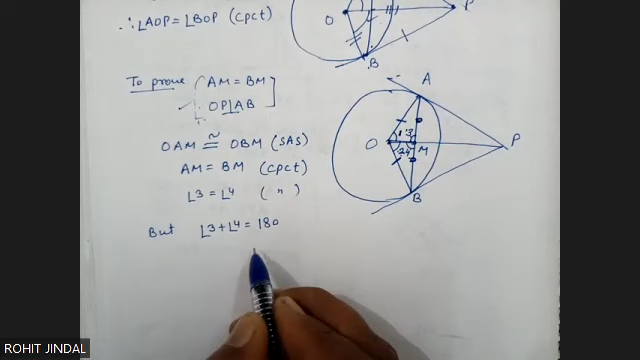 O
P
∴ ∠AOP = ∠BOP (cpct)
B
To prove
AM = BM
OP⊥AB
A
O
1
3
2
4
M
P
B
OAM ≅ OBM (SAS)
AM = BM (cpct)
∠3 = ∠4 ( " )
But ∠3 + ∠4 = 180
ROHIT JINDAL